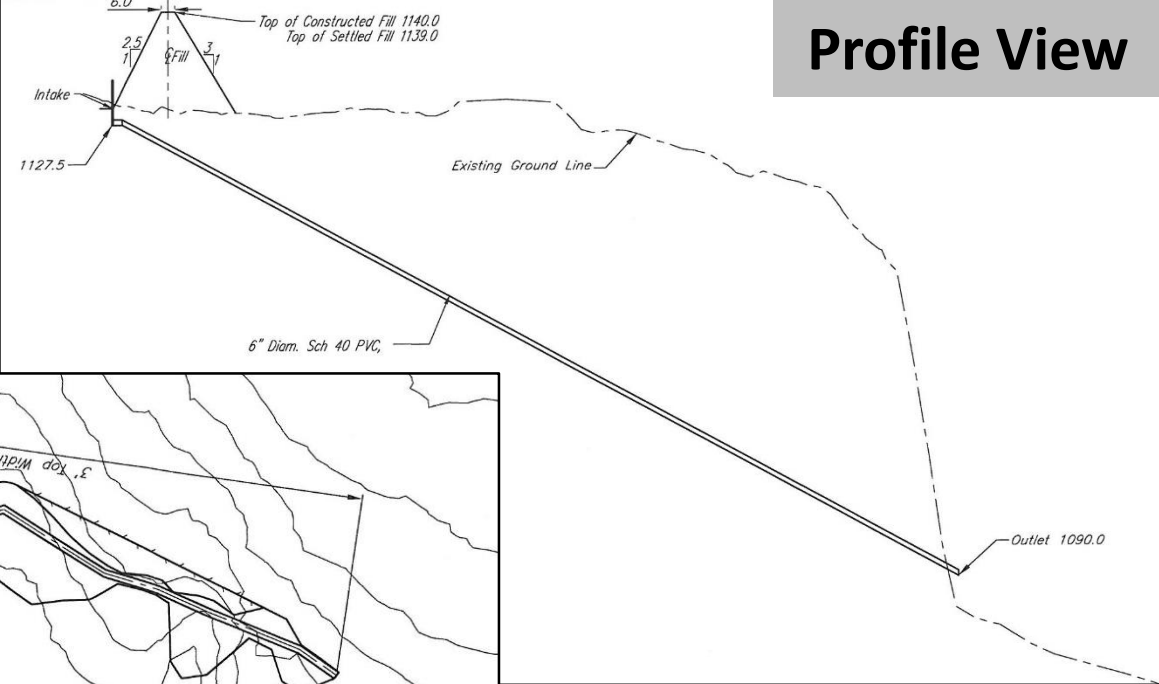 Profile View
6.0
Top of Constructed Fill 1140.0
Top of Settled Fill 1139.0
2.5
1
℄Fill
3
1
Intake
1127.5
Existing Ground Line
6" Diam. Sch 40 PVC,
3' Top Widt
Outlet 1090.0